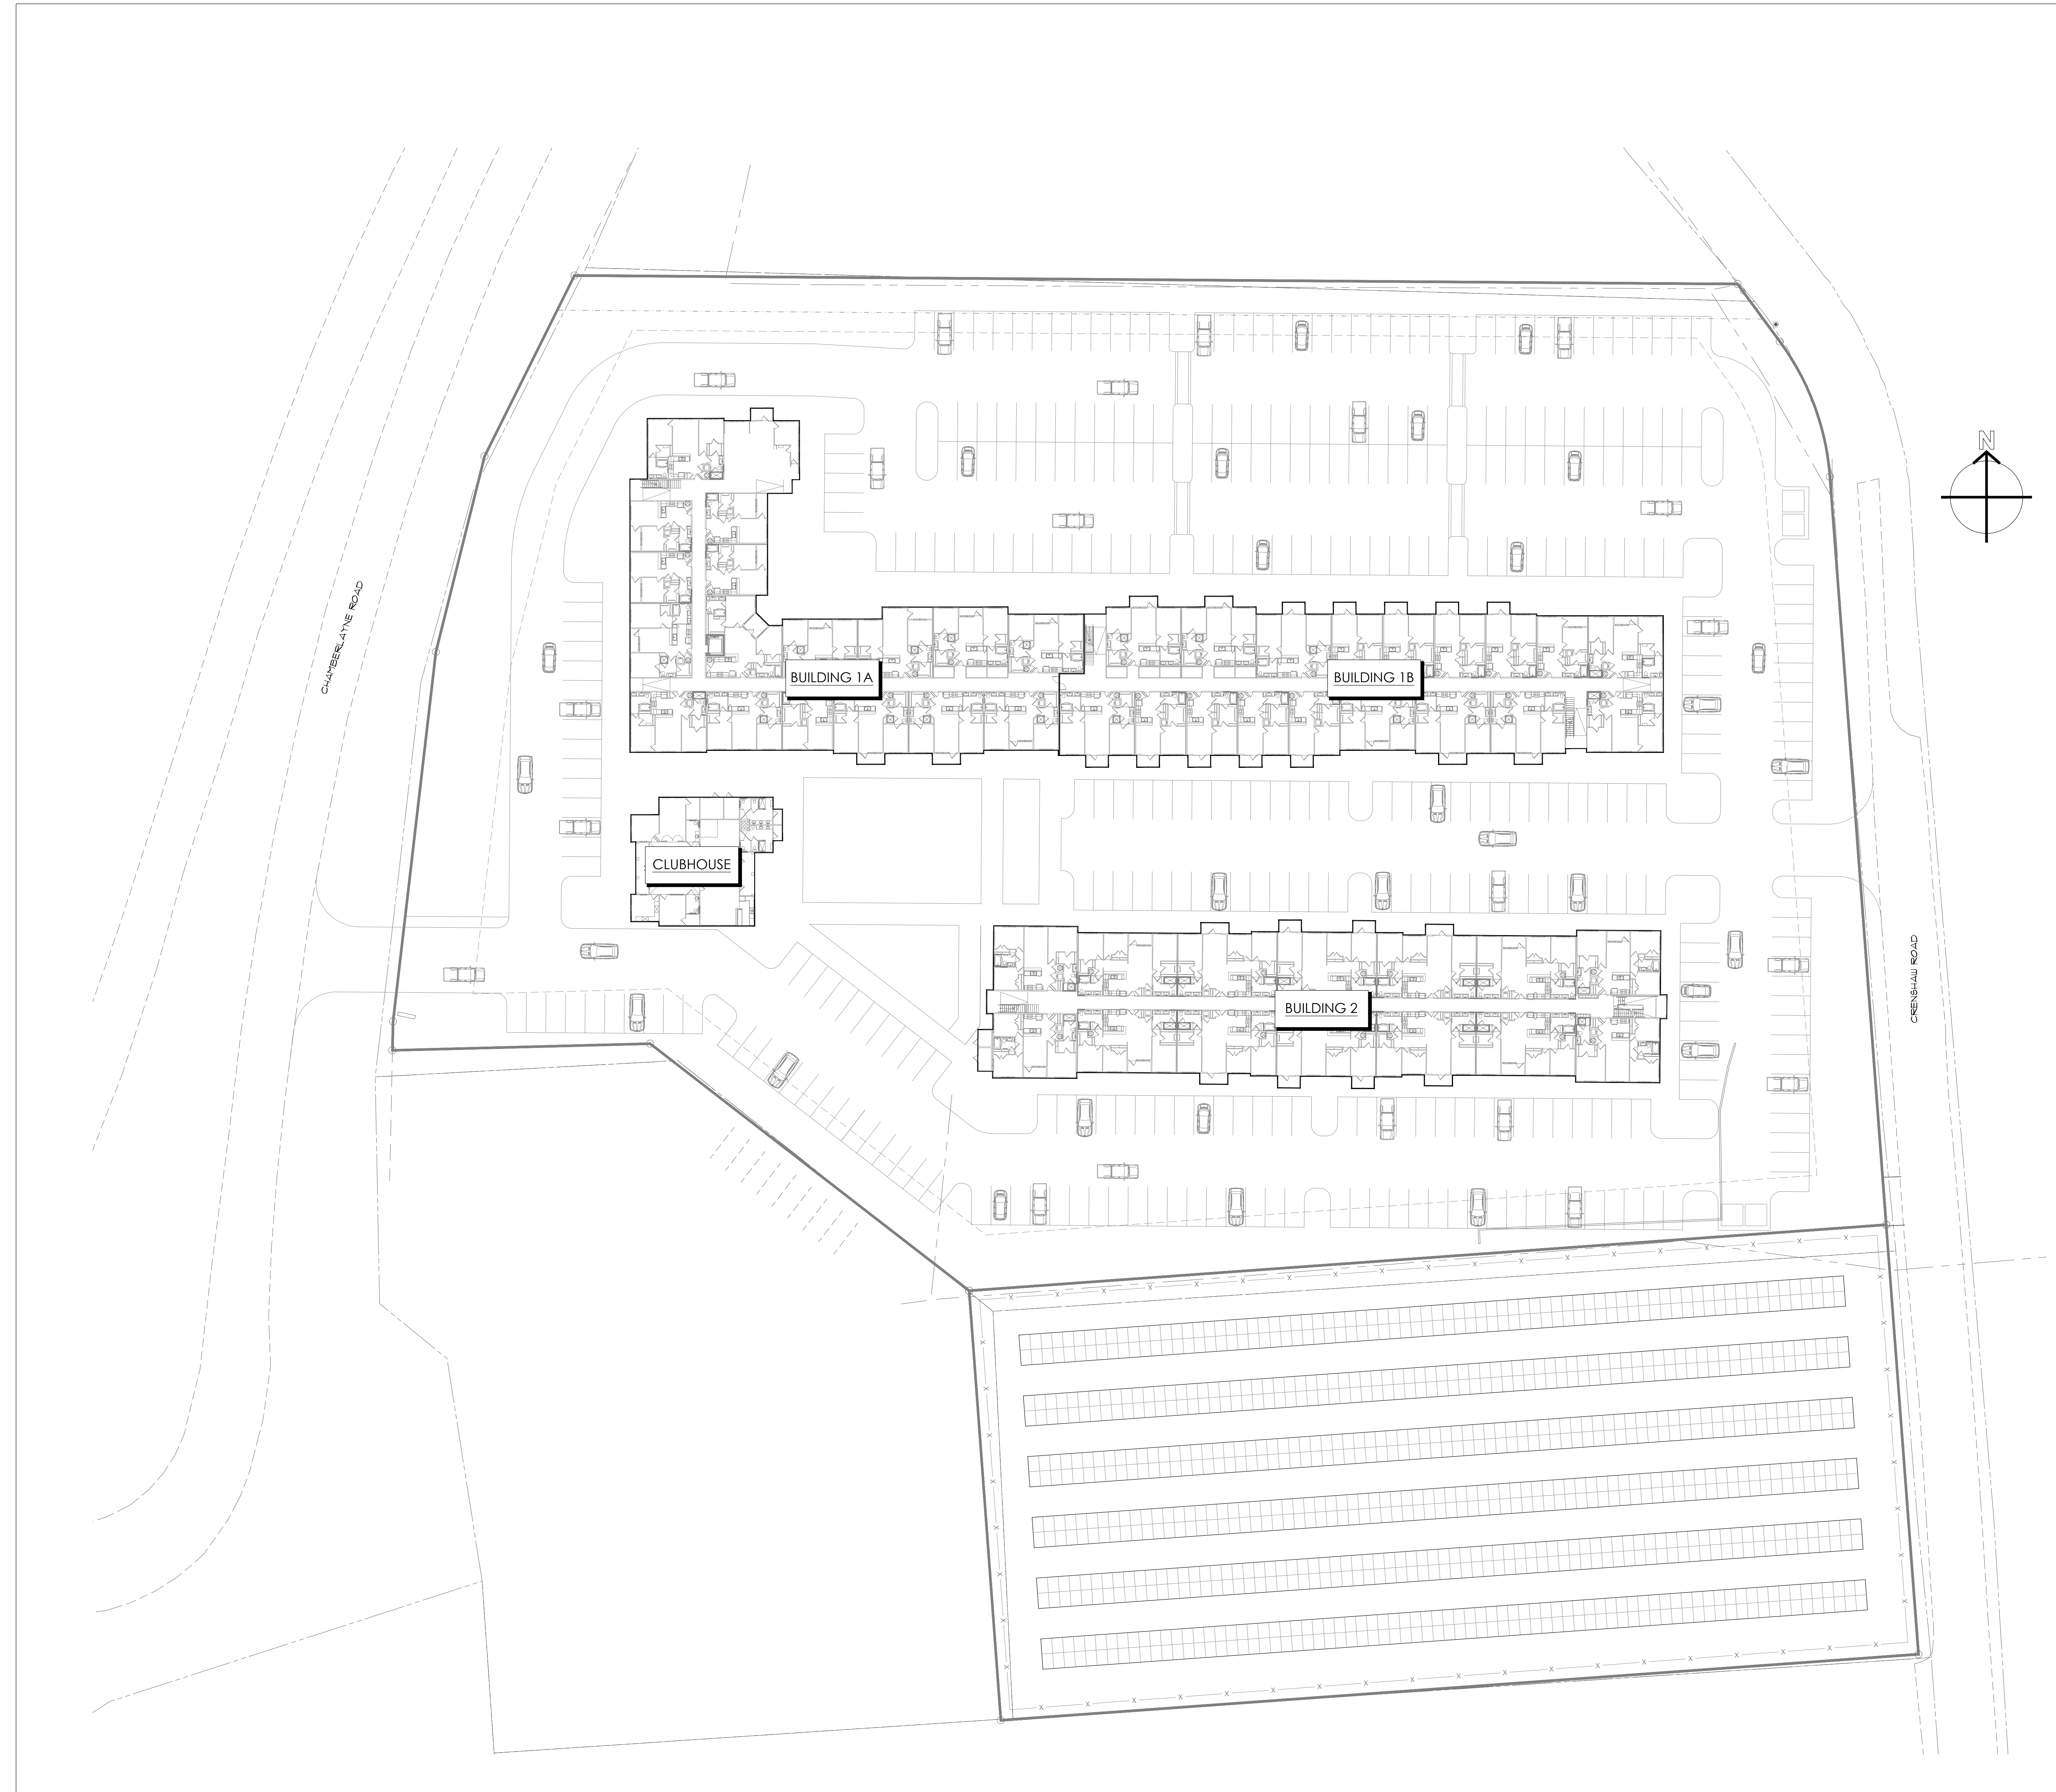 N
CHAMBERLAYNE ROAD
BUILDING 1A
BUILDING 1B
CLUBHOUSE
CRENSHAW ROAD
BUILDING 2